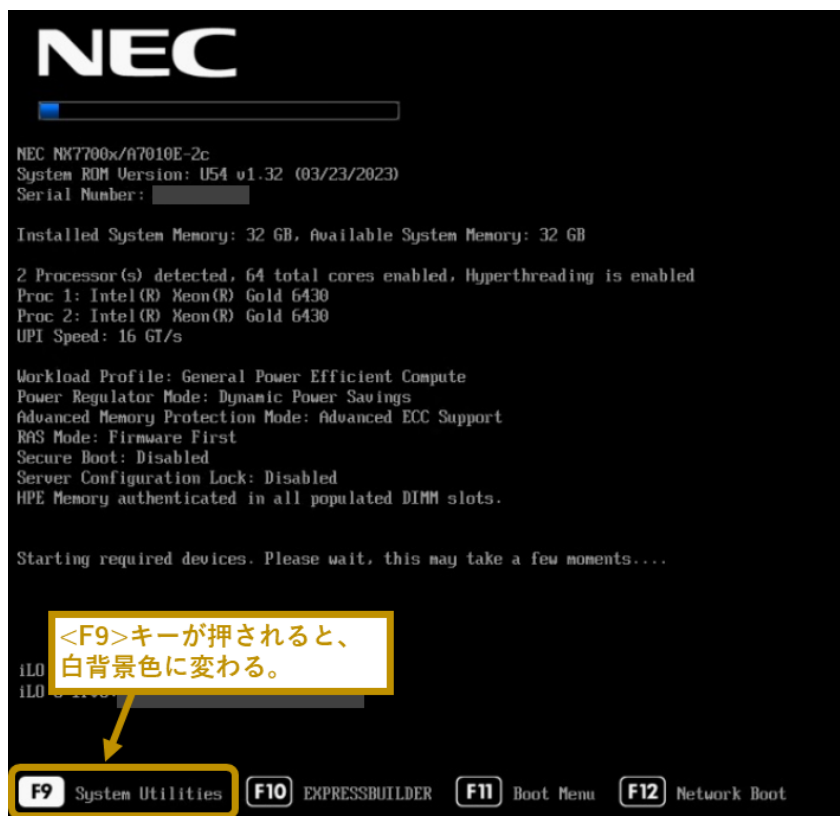 NEC
NEC NX7700x/A7010E-2c
System ROM Version: U54 v1.32 (03/23/2023)
Serial Number:
Installed System Memory: 32 GB, Available System Memory: 32 GB
2 Processor(s) detected, 64 total cores enabled, Hyperthreading is enabled
Proc 1: Intel(R) Xeon(R) Gold 6430
Proc 2: Intel(R) Xeon(R) Gold 6430
UPI Speed: 16 GT/s
Workload Profile: General Power Efficient Compute
Power Regulator Mode: Dynamic Power Savings
Advanced Memory Protection Mode: Advanced ECC Support
RAS Mode: Firmware First
Secure Boot: Disabled
Server Configuration Lock: Disabled
HPE Memory authenticated in all populated DIMM slots.
Starting required devices. Please wait, this may take a few moments....
<F9>キーが押されると、
白背景色に変わる。
iLO
iLO
F9 System Utilities F10 EXPRESSBUILDER F11 Boot Menu F12 Network Boot